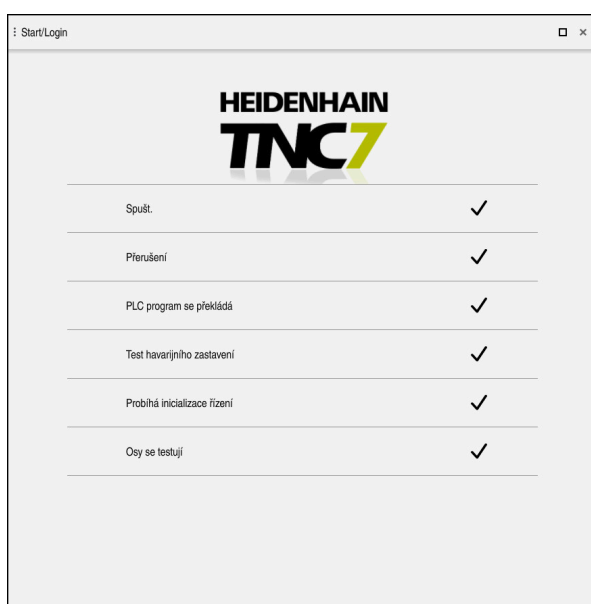 Start/Login
HEIDENHAIN
TNC7
Spušt.
Přerušení
PLC program se překládá
Test havarijního zastavení
Probíhá inicializace řízení
Osy se testují